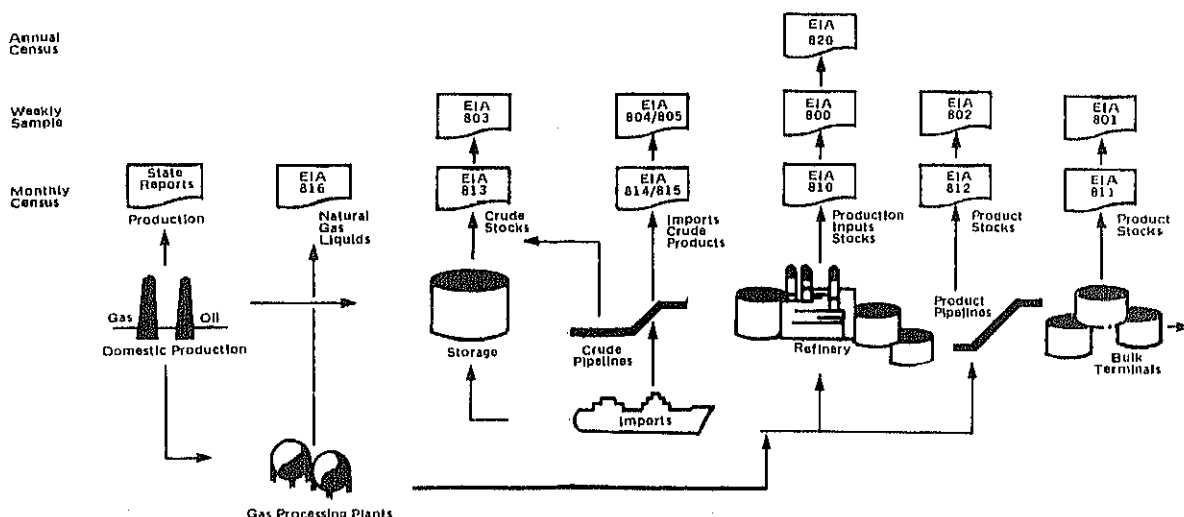 Annual
Census
EIA
820
Weekly
Sample
EIA
803
EIA
804/805
EIA
800
EIA
802
EIA
801
Monthly
Census
State
Reports
EIA
816
EIA
813
EIA
814/815
EIA
810
EIA
812
EIA
811
Production
Natural
Gas
Liquids
Crude
Stocks
Imports
Crude
Products
Production
Inputs
Stocks
Product
Stocks
Product
Stocks
Gas
Oil
Domestic Production
Storage
Crude
Pipelines
Imports
Refinery
Product
Pipelines
Bulk
Terminals
Gas Processing Plants